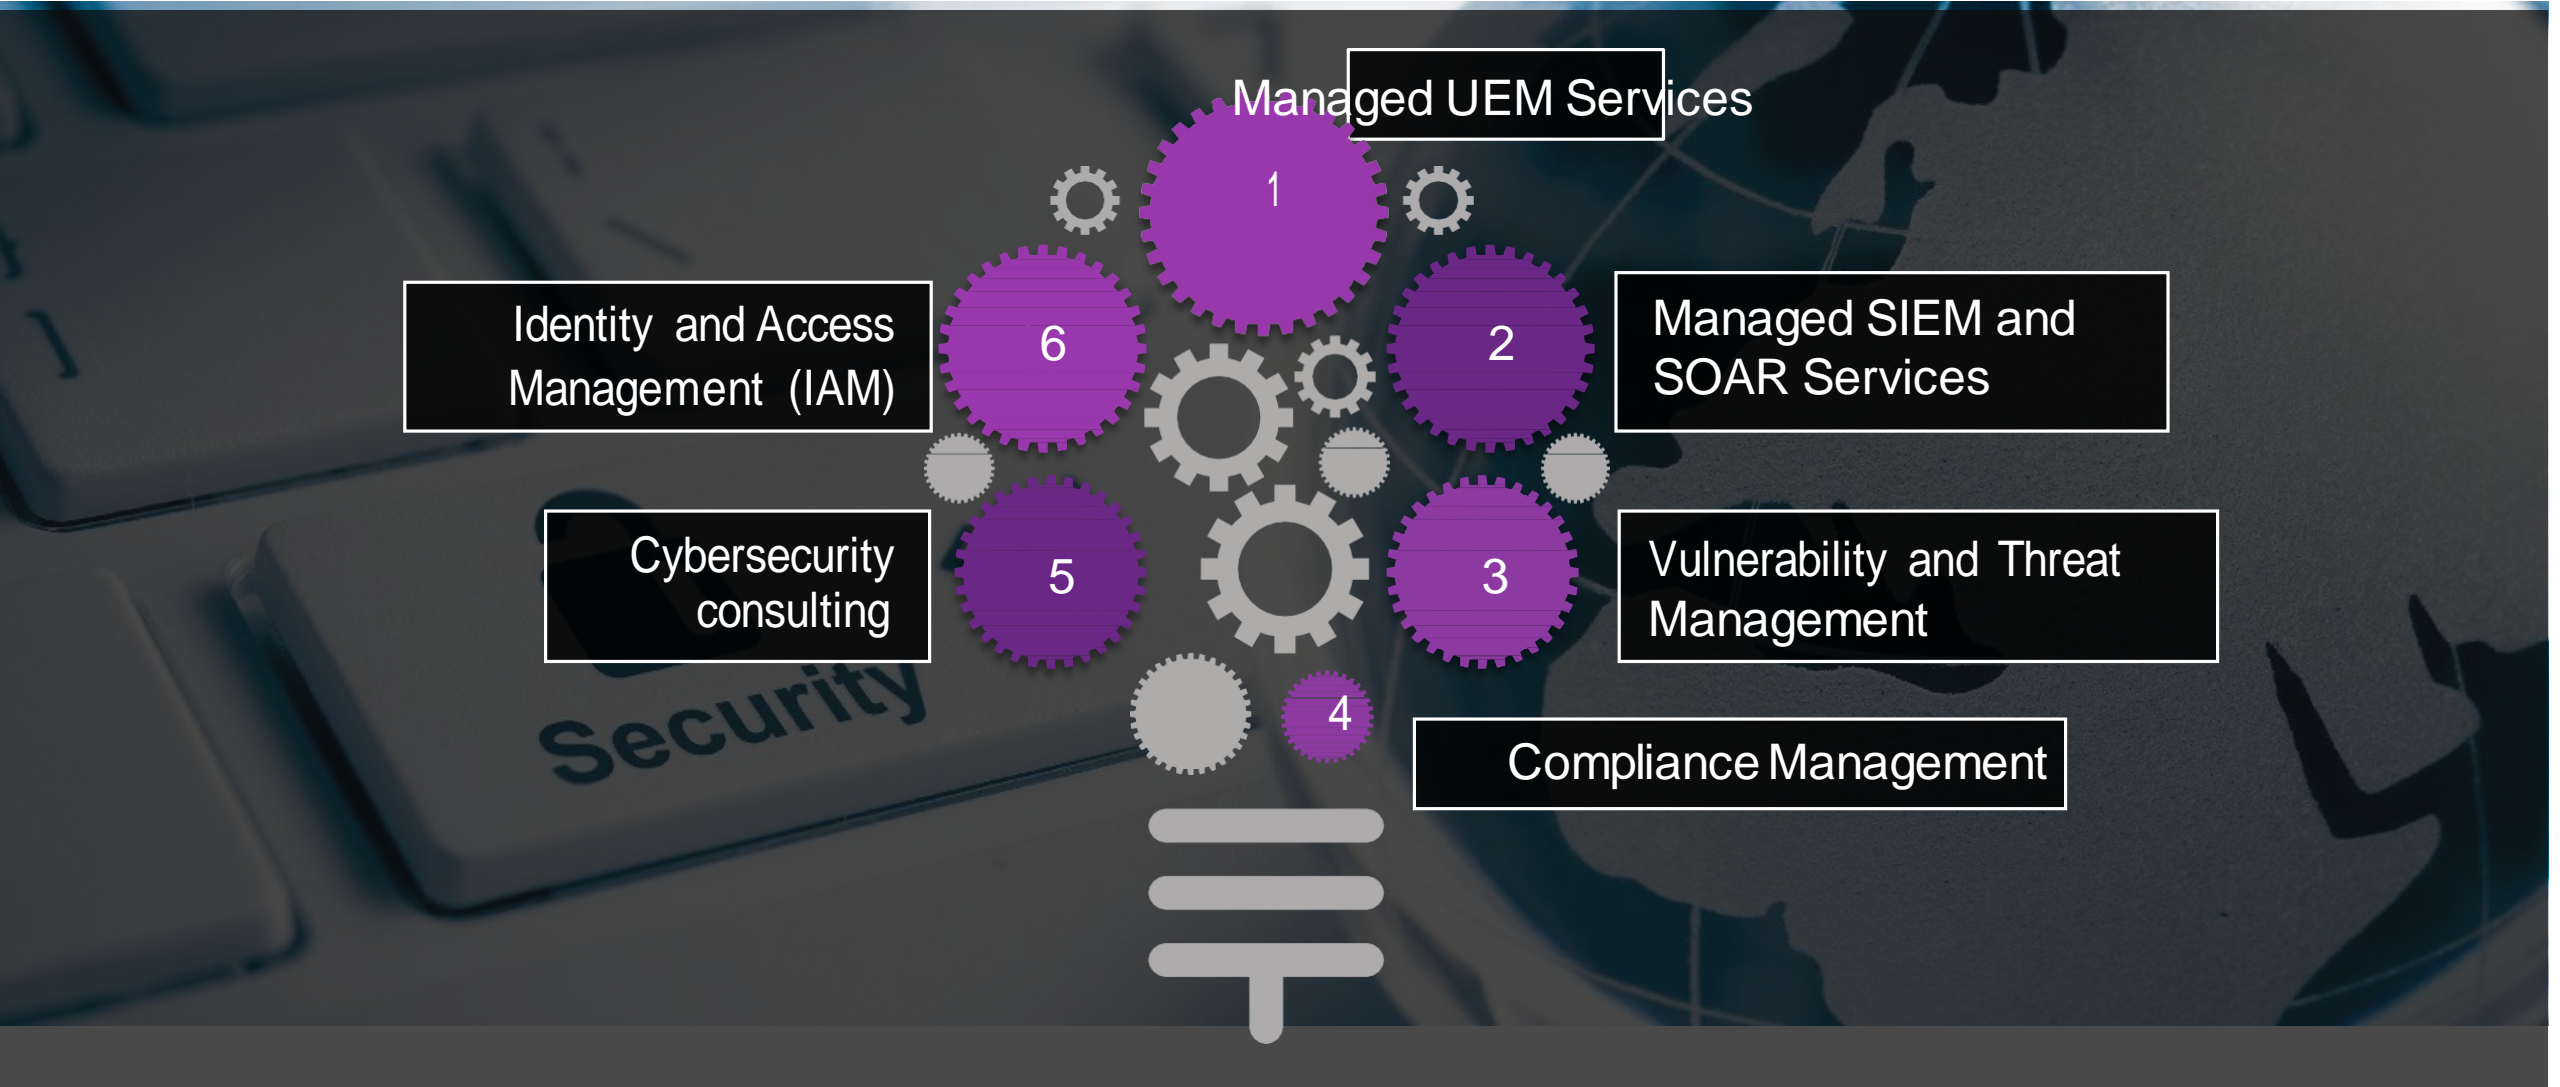 Managed UEM Services
1
Identity and Access
Management (IAM)
6
2
Managed SIEM and
SOAR Services
Cybersecurity
consulting
5
3
Vulnerability and Threat
Management
4
Compliance Management
Security
]